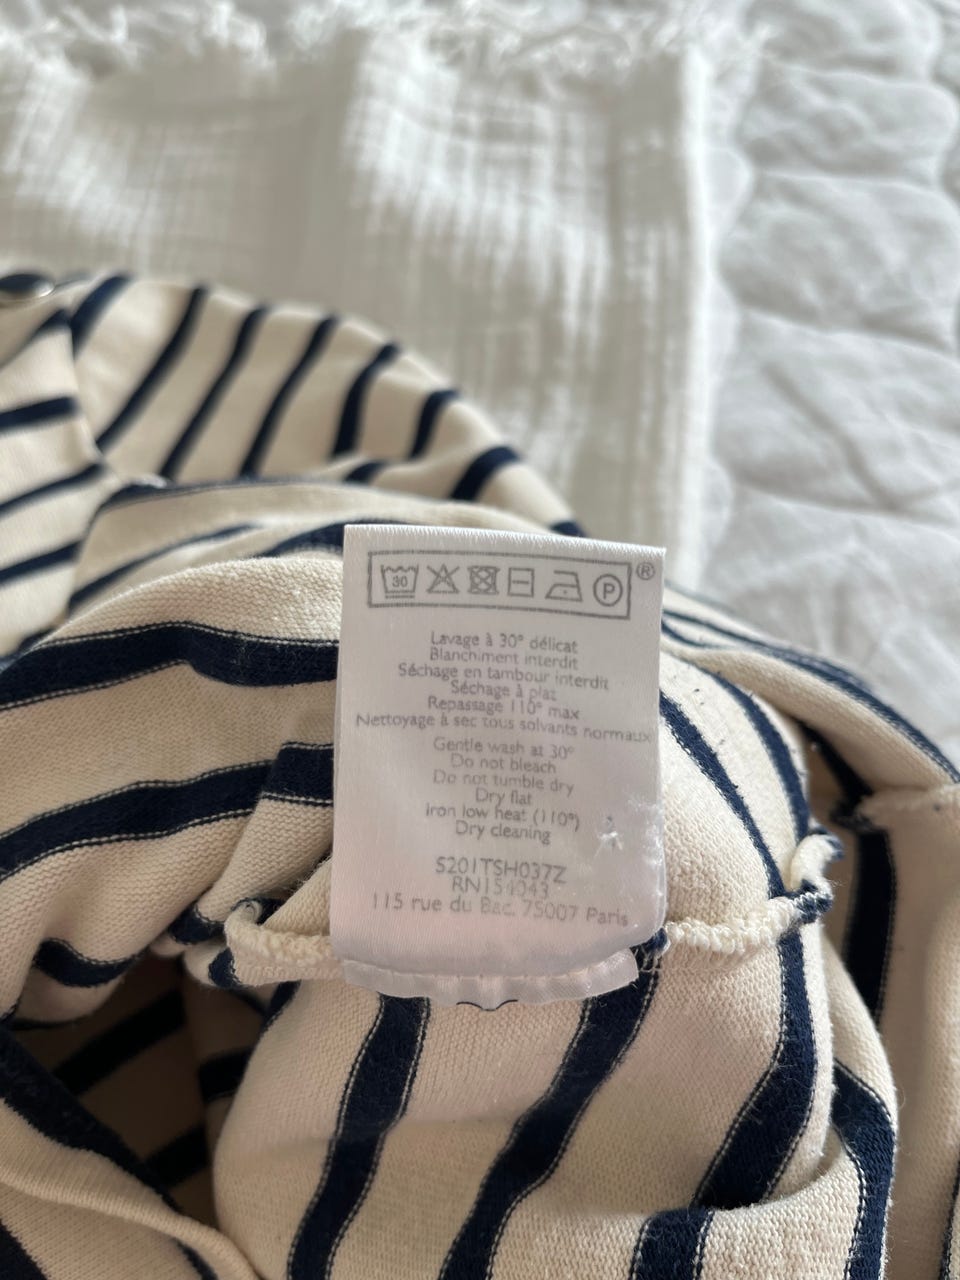 30 P ®
Lavage à 30° délicat
Blanchiment interdit
Séchage en tambour interdit
Séchage à plat
Repassage 110° max
Nettoyage à sec tous solvants normaux
Gentle wash at 30°
Do not bleach
Do not tumble dry
Dry flat
Iron low heat (110°)
Dry cleaning
S201TSH037Z
RN154043
115 rue du Bac. 75007 Paris